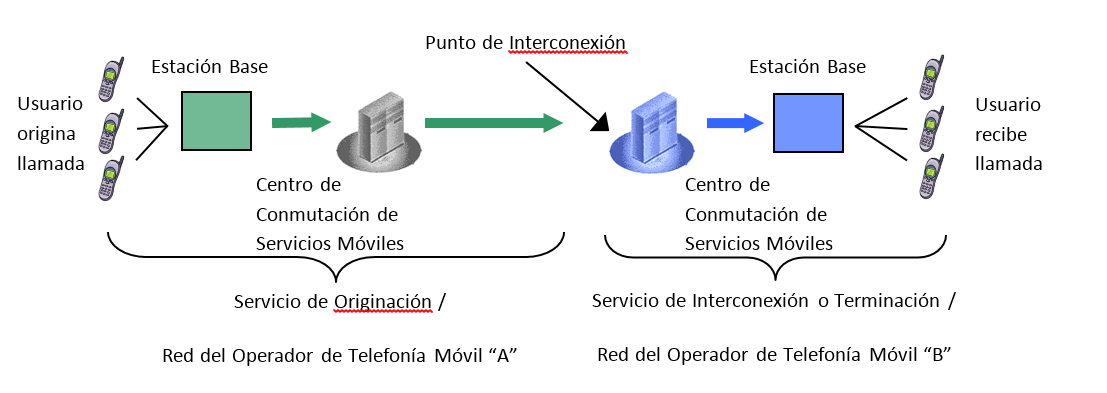 Punto de Interconexión
Estación Base
Estación Base
Usuario
origina
llamada
Usuario
recibe
llamada
Centro de
Conmutación de
Servicios Móviles
Centro de
Conmutación de
Servicios Móviles
Servicio de Originación /
Red del Operador de Telefonía Móvil “A”
Servicio de Interconexión o Terminación /
Red del Operador de Telefonía Móvil “B”